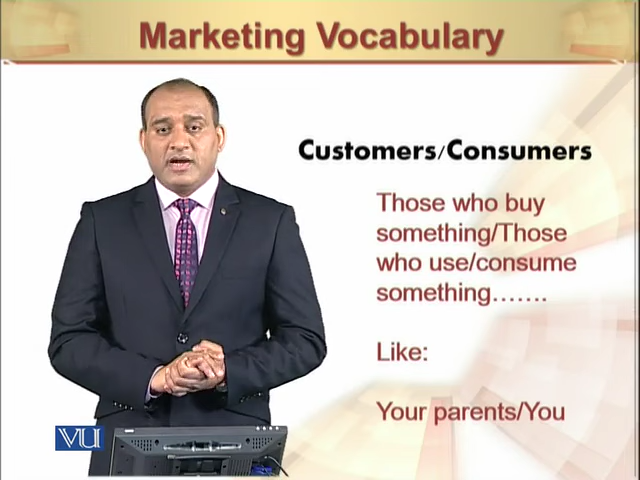 Marketing Vocabulary
Customers/Consumers
Those who buy
something/Those
who use/consume
something.......
Like:
Your parents/You
VU